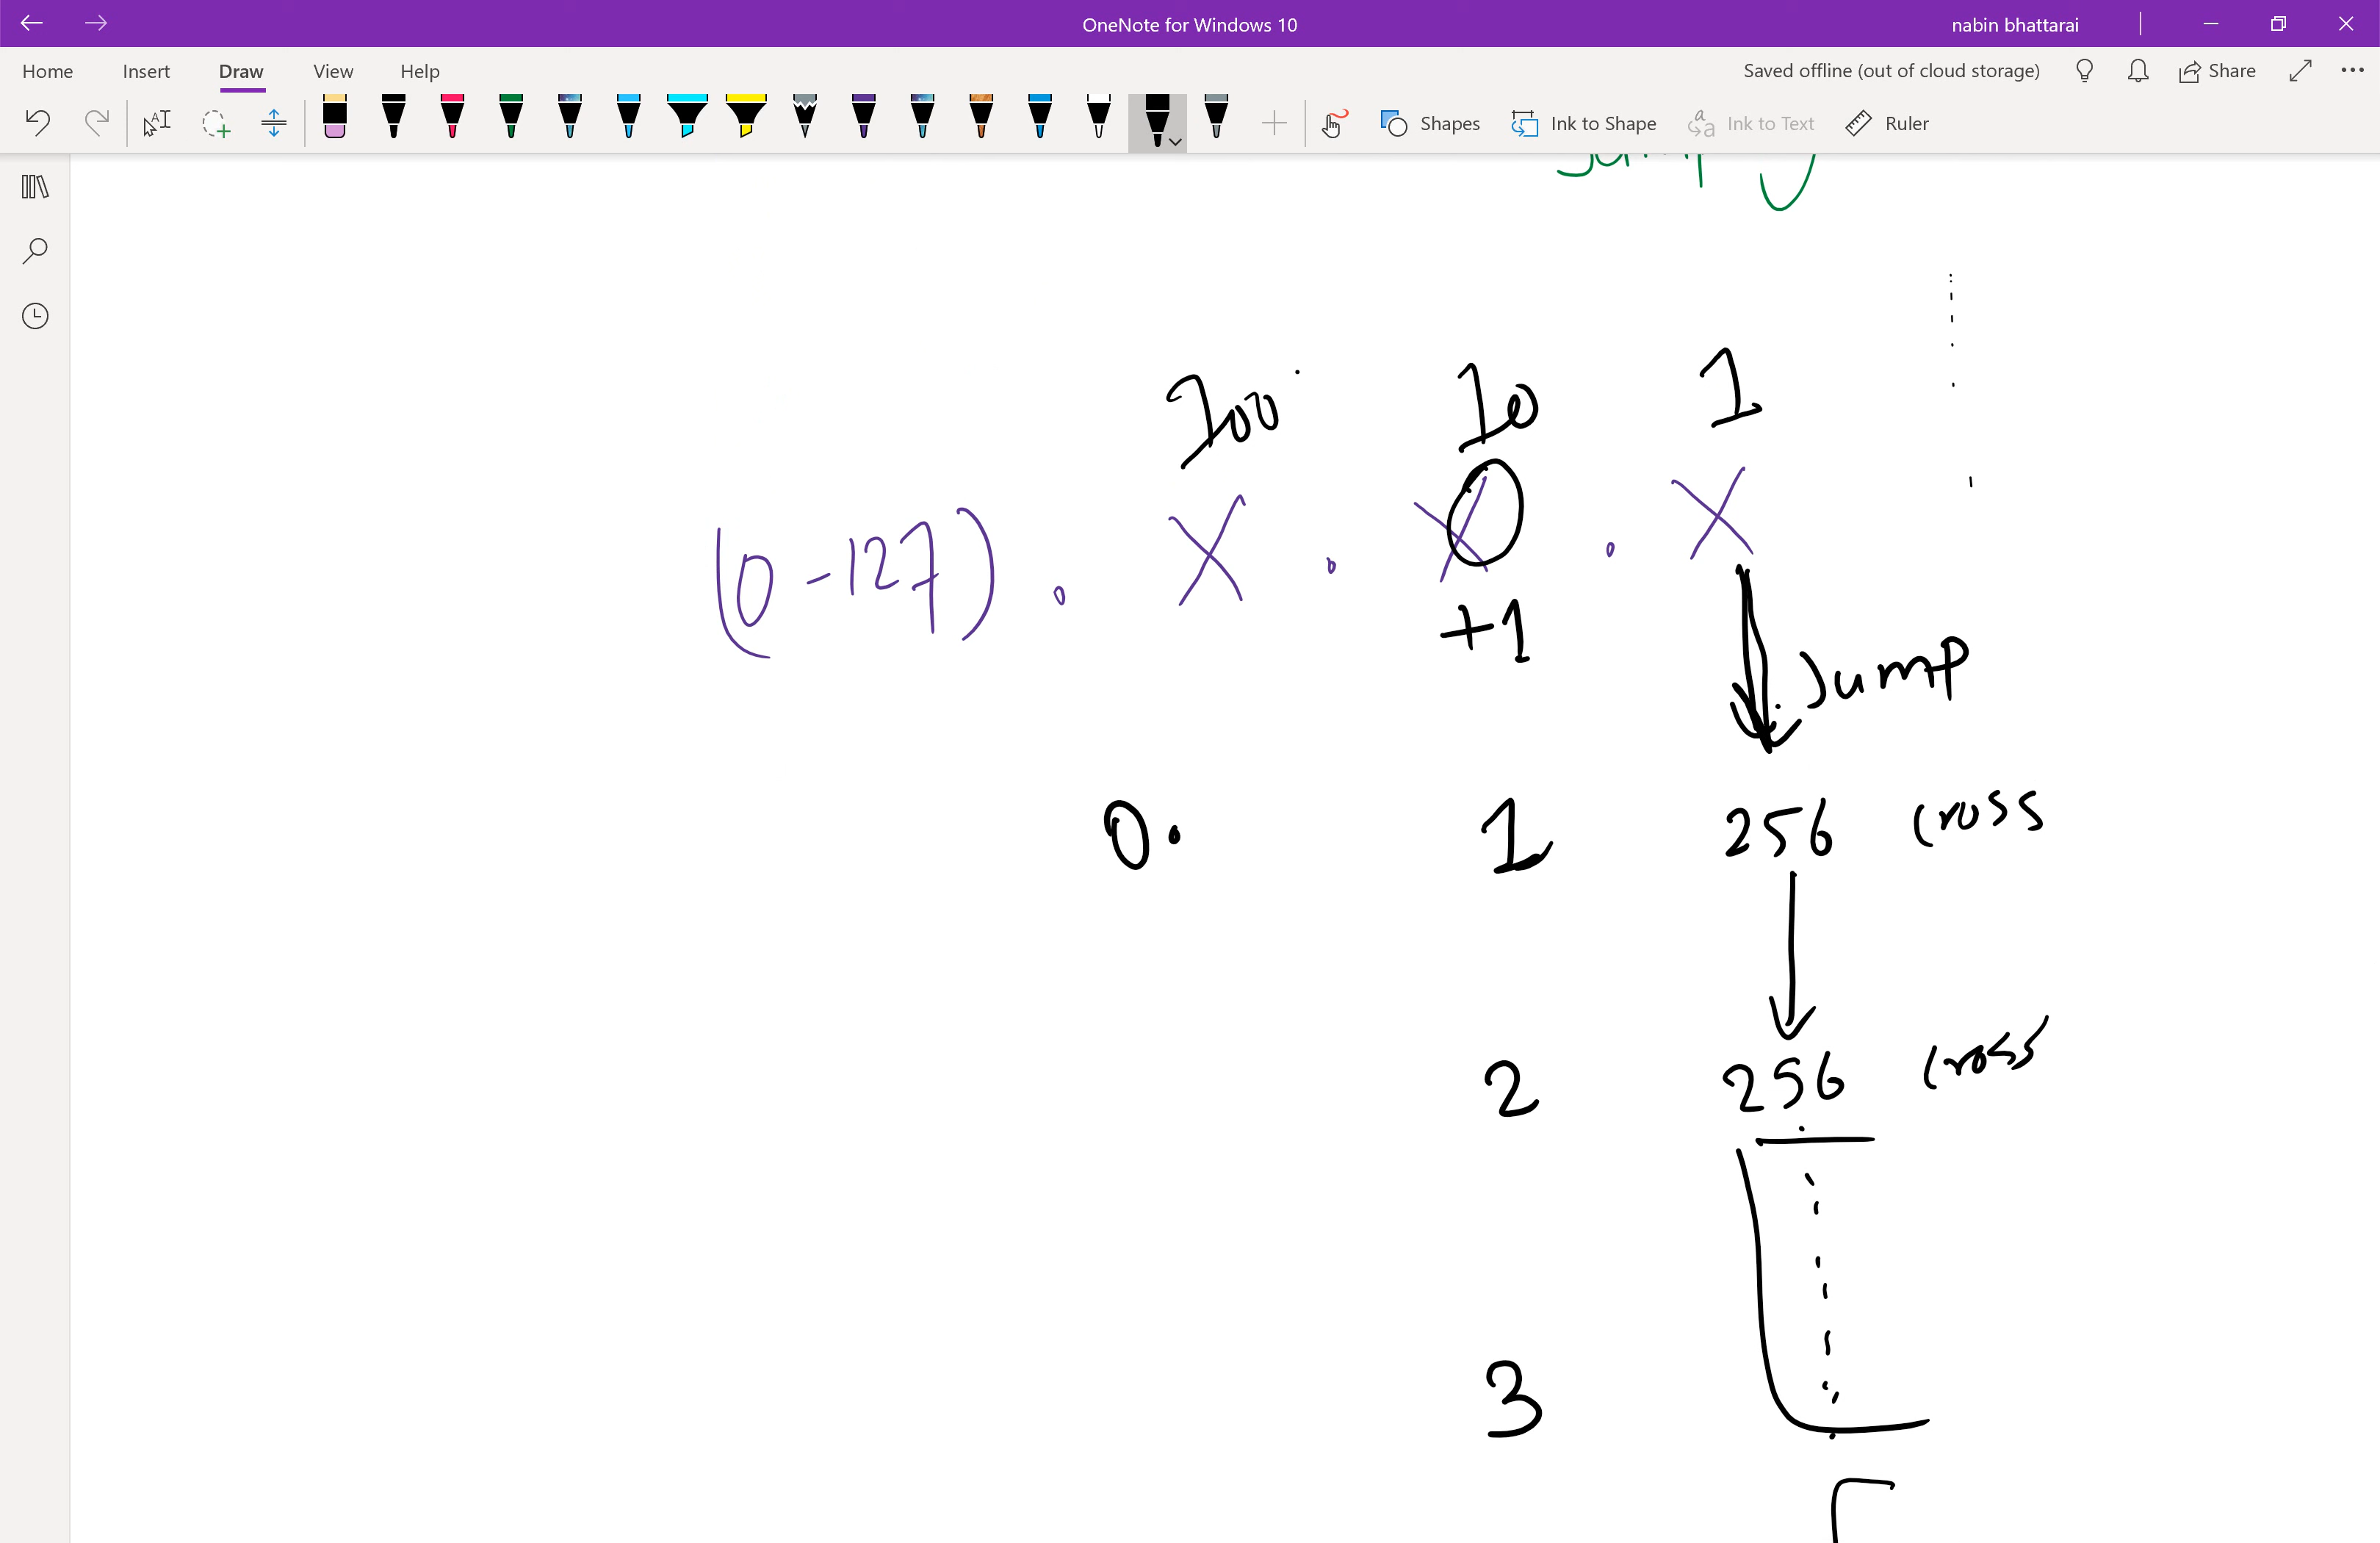 OneNote for Windows 10 nabin bhattarai
Home Insert Draw View Help Saved offline (out of cloud storage) Share
Shapes Ink to Shape Ink to Text Ruler
100 10 1
(0-127) . X . X . X
0
+1
Jump
0. 1 256 cross
2 256 cross
3